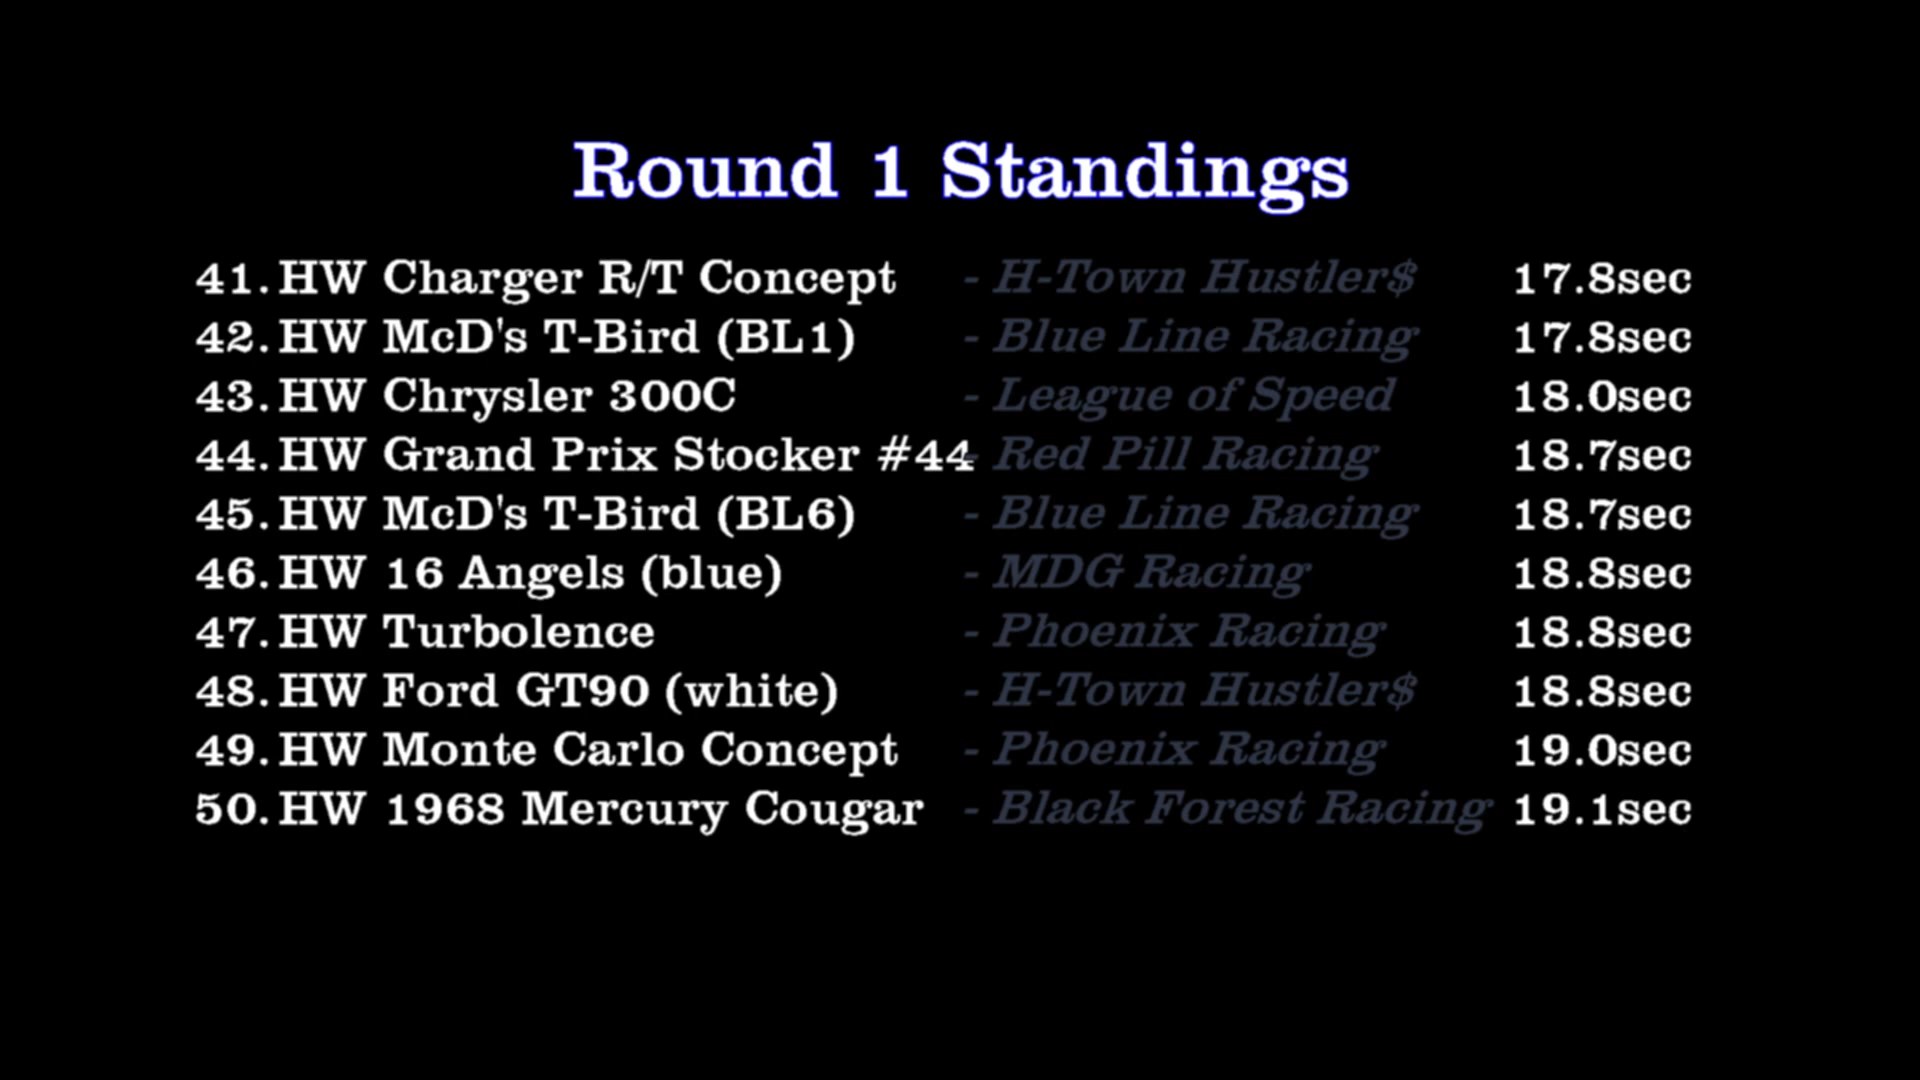 Round 1 Standings
41. HW Charger R/T Concept - H-Town Hustler$ 17.8sec
42. HW McD's T-Bird (BL1) - Blue Line Racing 17.8sec
43. HW Chrysler 300C - League of Speed 18.0sec
44. HW Grand Prix Stocker #44 - Red Pill Racing 18.7sec
45. HW McD's T-Bird (BL6) - Blue Line Racing 18.7sec
46. HW 16 Angels (blue) - MDG Racing 18.8sec
47. HW Turbolence - Phoenix Racing 18.8sec
48. HW Ford GT90 (white) - H-Town Hustler$ 18.8sec
49. HW Monte Carlo Concept - Phoenix Racing 19.0sec
50. HW 1968 Mercury Cougar - Black Forest Racing 19.1sec